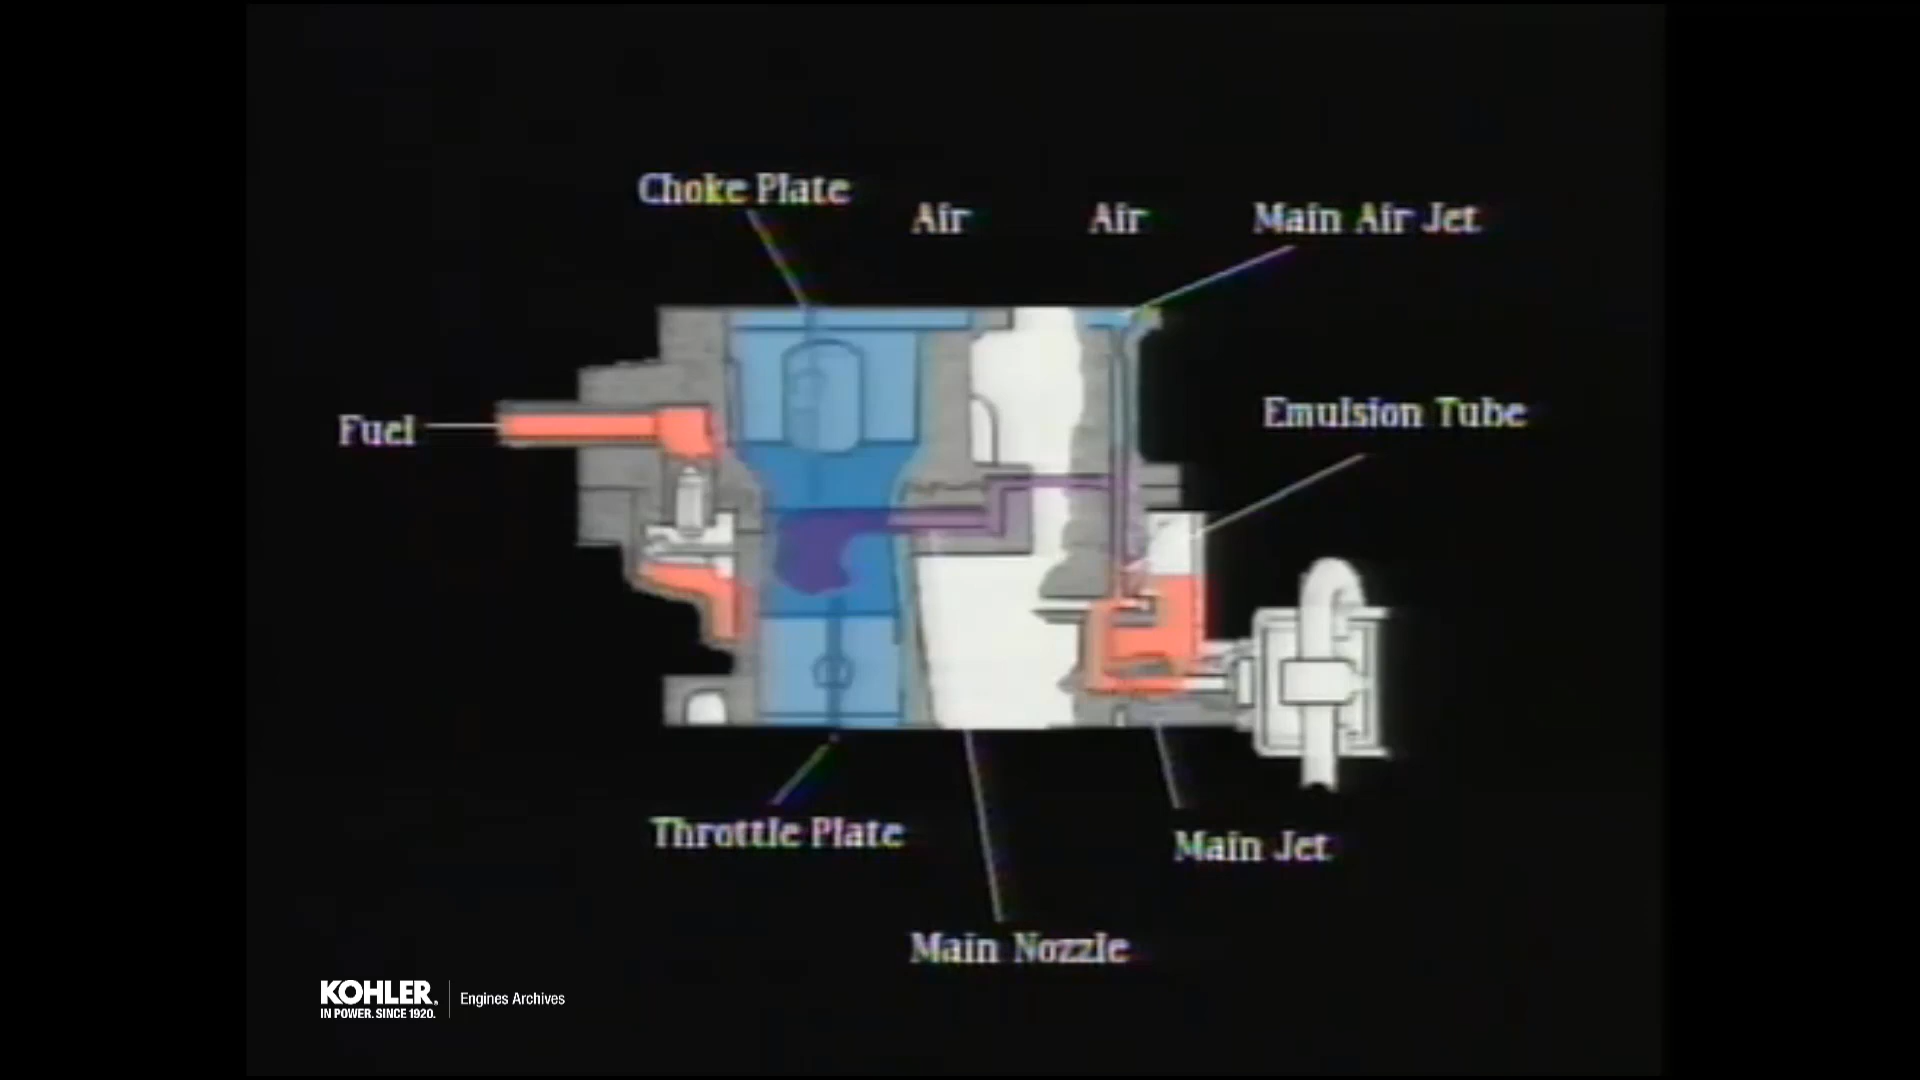 Choke Plate
Air
Air
Main Air Jet
Fuel
Emulsion Tube
Throttle Plate
Main Jet
Main Nozzle
KOHLER®
IN POWER. SINCE 1920.
Engines Archives